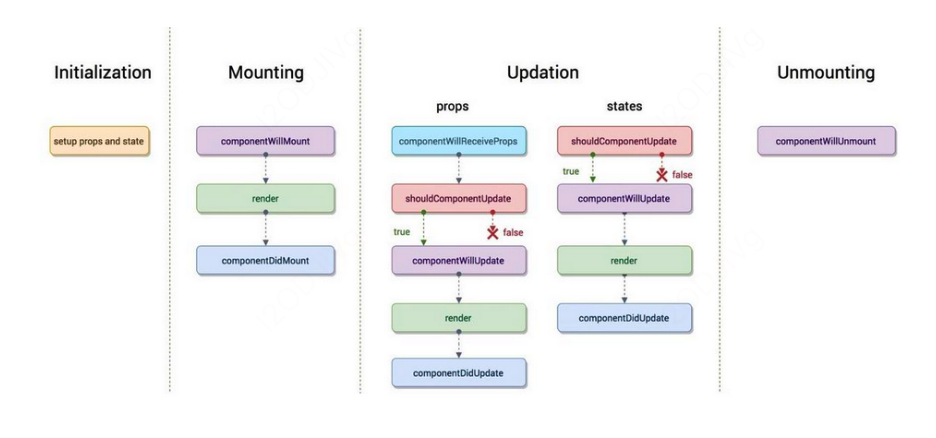 Initialization
setup props and state
Mounting
componentWillMount
render
componentDidMount
Updation
props
componentWillReceiveProps
shouldComponentUpdate
true
false
componentWillUpdate
render
componentDidUpdate
states
shouldComponentUpdate
true
false
componentWillUpdate
render
componentDidUpdate
Unmounting
componentWillUnmount